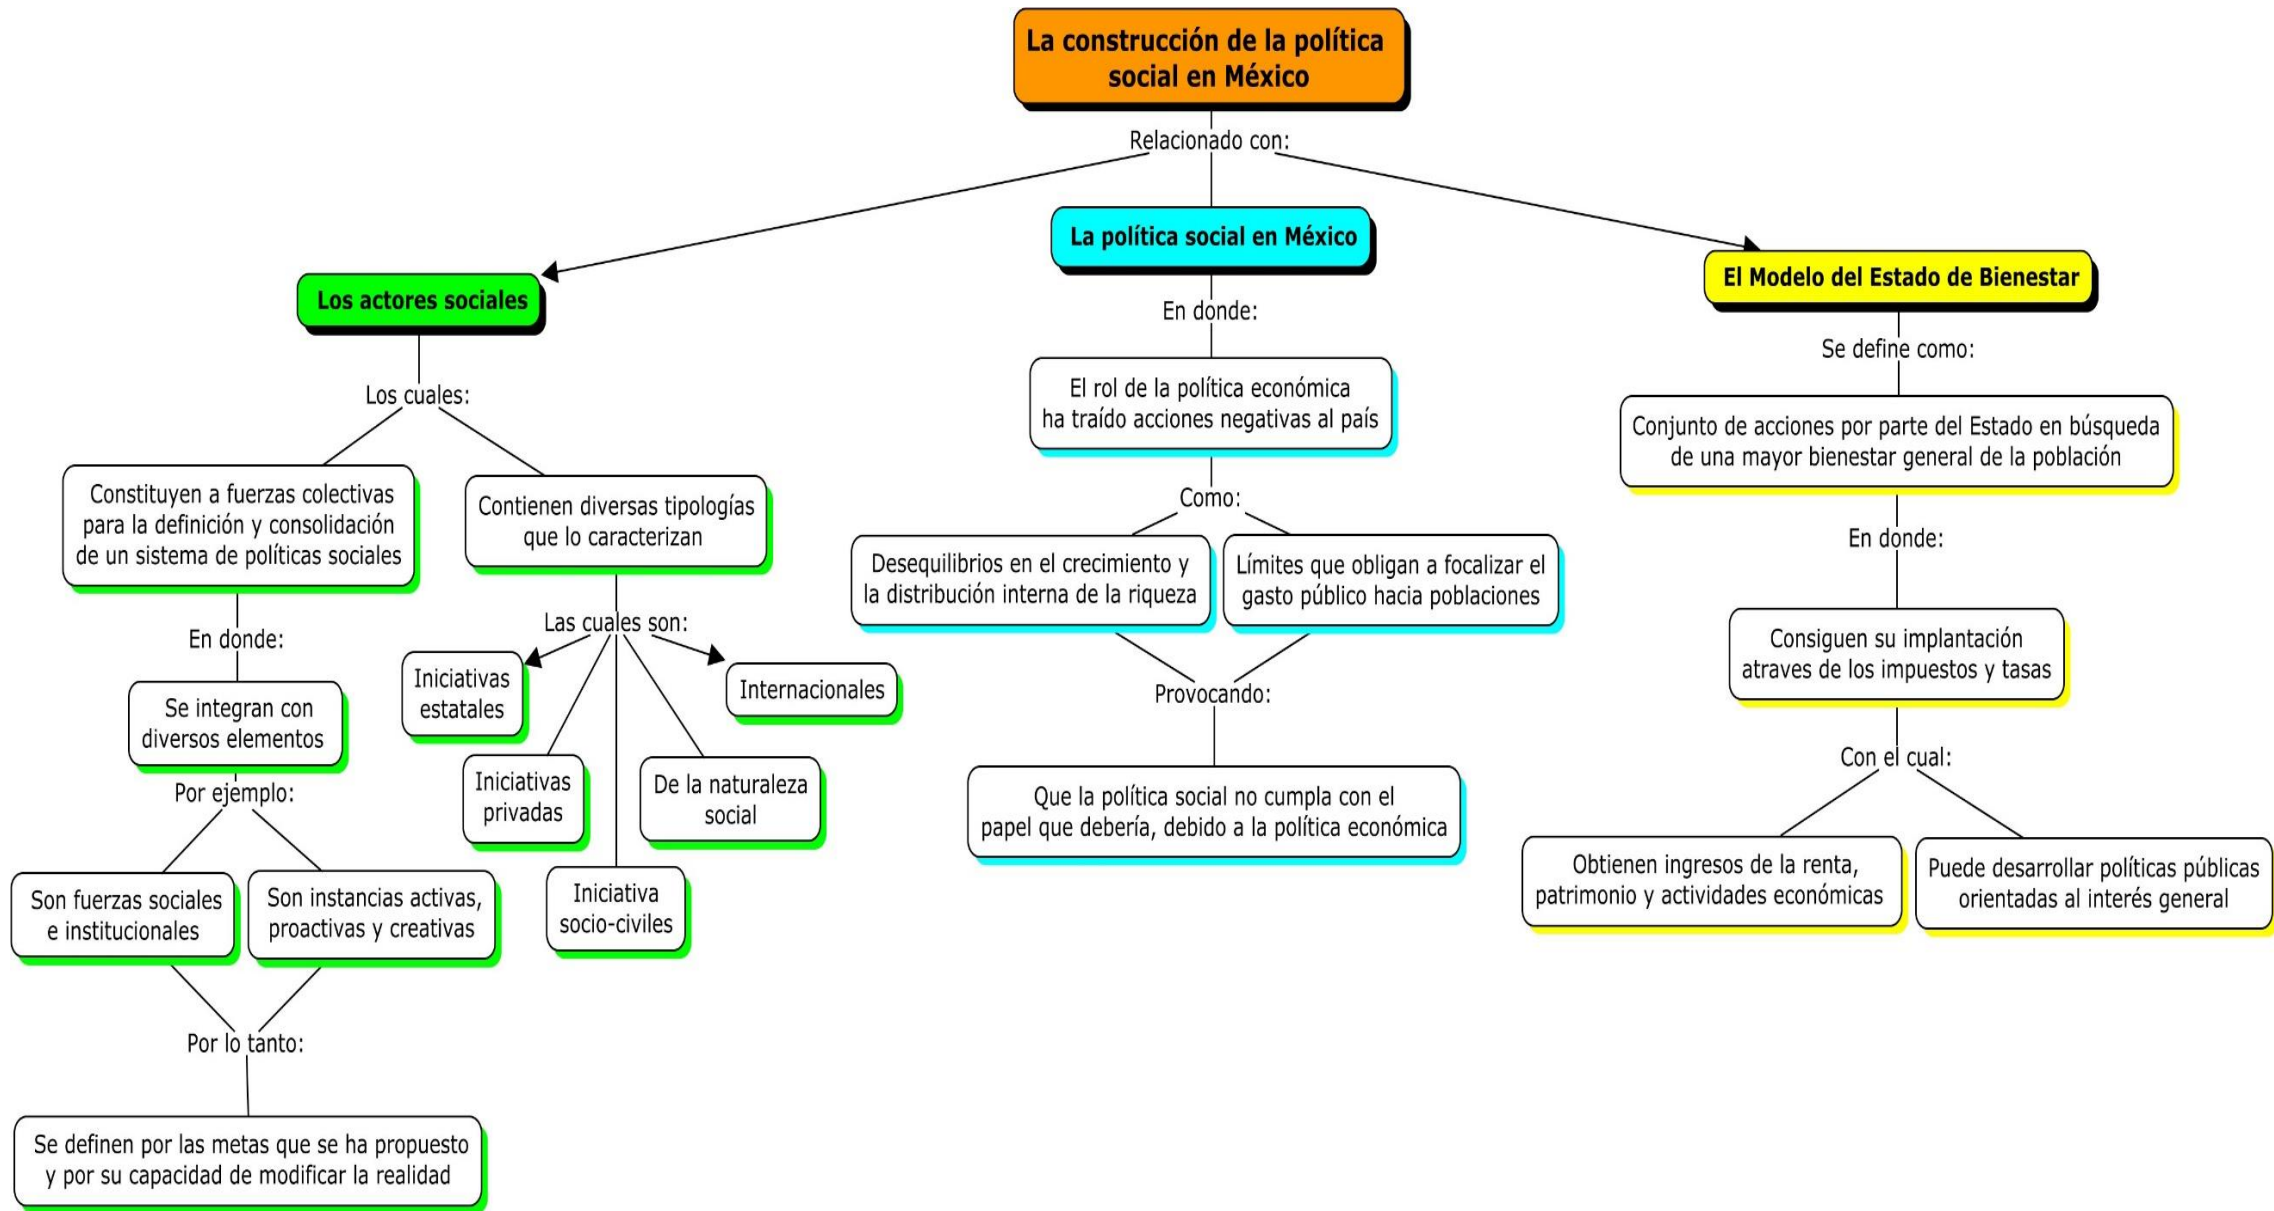 La construcción de la política
social en México
Relacionado con:
Los actores sociales
Los cuales:
Constituyen a fuerzas colectivas
para la definición y consolidación
de un sistema de políticas sociales
En donde:
Se integran con
diversos elementos
Por ejemplo:
Son fuerzas sociales
e institucionales
Son instancias activas,
proactivas y creativas
Por lo tanto:
Se definen por las metas que se ha propuesto
y por su capacidad de modificar la realidad
Contienen diversas tipologías
que lo caracterizan
Las cuales son:
Iniciativas
estatales
Iniciativas
privadas
Iniciativa
socio-civiles
De la naturaleza
social
Internacionales
La política social en México
En donde:
El rol de la política económica
ha traído acciones negativas al país
Como:
Desequilibrios en el crecimiento y
la distribución interna de la riqueza
Límites que obligan a focalizar el
gasto público hacia poblaciones
Provocando:
Que la política social no cumpla con el
papel que debería, debido a la política económica
El Modelo del Estado de Bienestar
Se define como:
Conjunto de acciones por parte del Estado en búsqueda
de una mayor bienestar general de la población
En donde:
Consiguen su implantación
atraves de los impuestos y tasas
Con el cual:
Obtienen ingresos de la renta,
patrimonio y actividades económicas
Puede desarrollar políticas públicas
orientadas al interés general